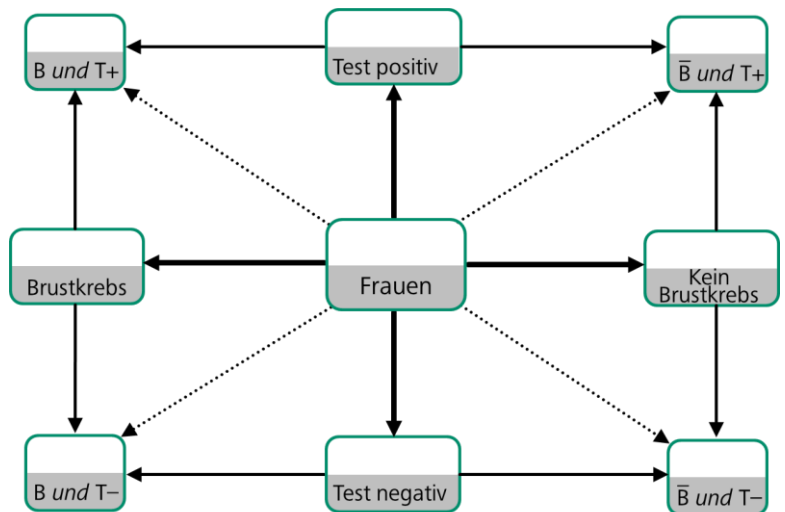 B und T+
Test positiv
B̅ und T+
Brustkrebs
Frauen
Kein
Brustkrebs
B und T–
Test negativ
B̅ und T–